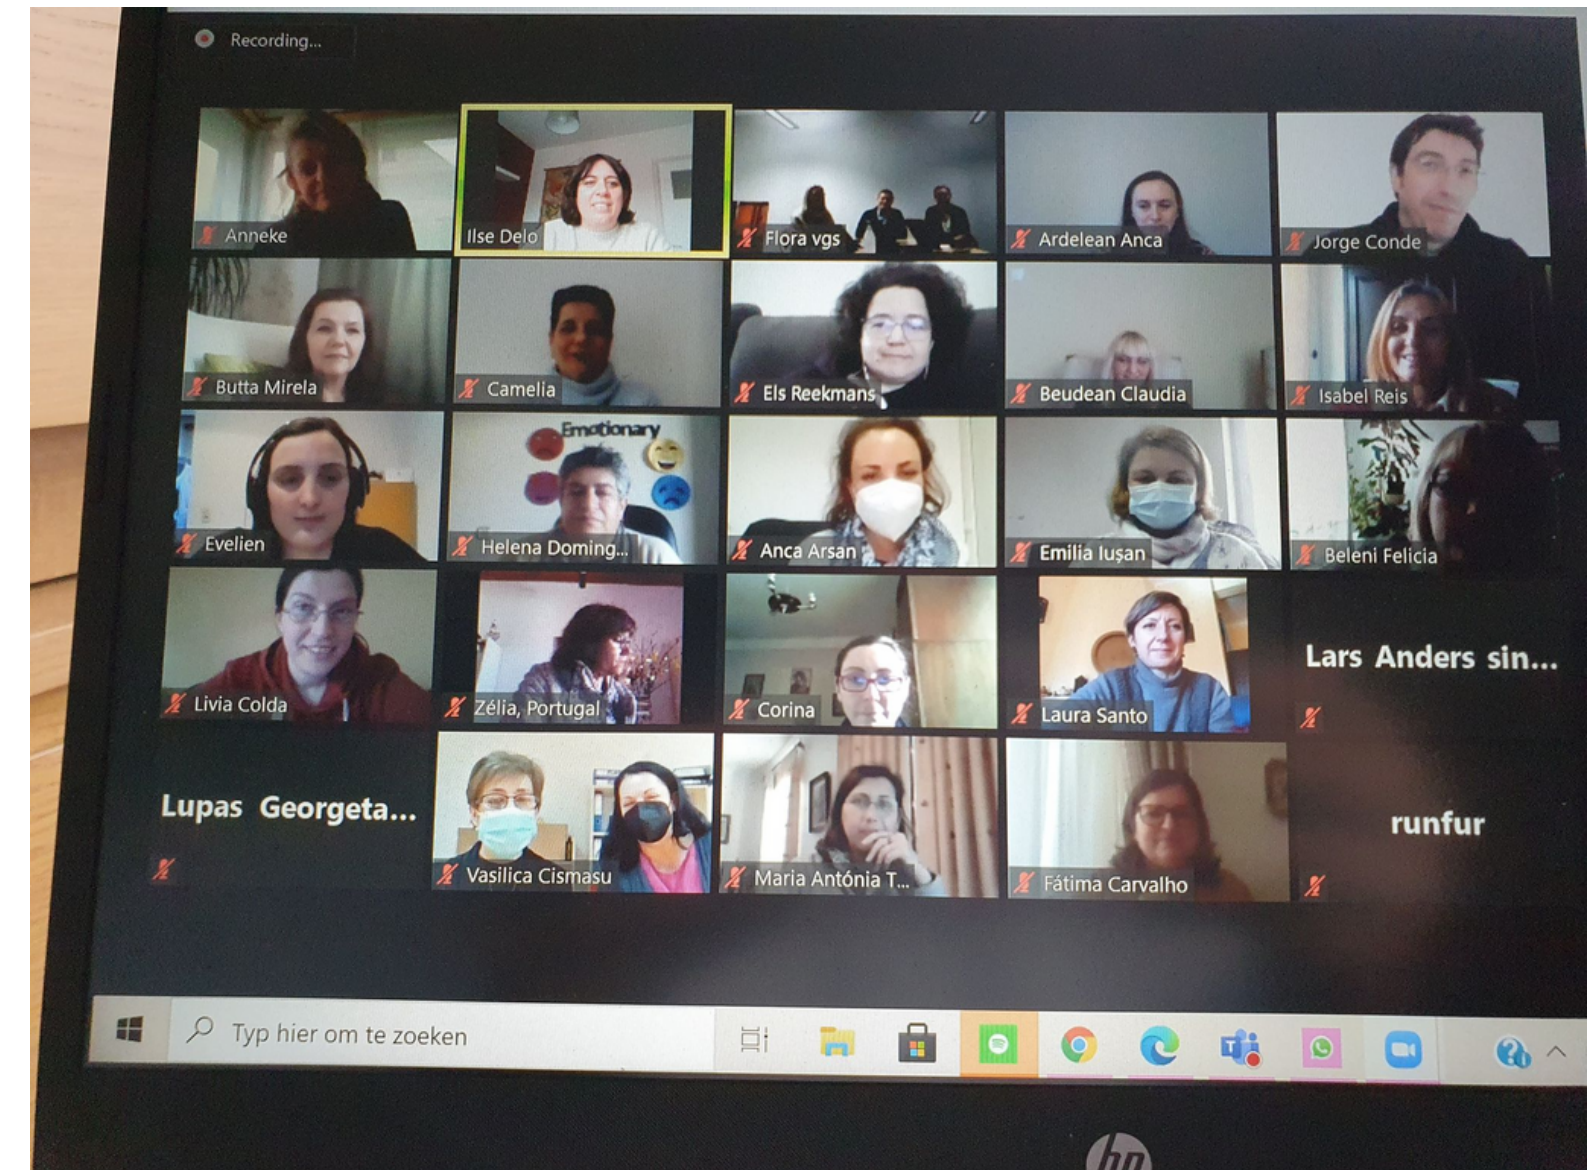 Recording...
Anneke
Ilse Delo
Flora vgs
Ardelean Anca
Jorge Conde
Butta Mirela
Camelia
Els Reekmans
Beudean Claudia
Isabel Reis
Emotionary
Evelien
Helena Doming...
Anca Arsan
Emilia Iușan
Beleni Felicia
Livia Colda
Zélia, Portugal
Corina
Laura Santo
Lars Anders sin...
Lupas Georgeta...
Vasilica Cismasu
Maria Antónia T...
Fátima Carvalho
runfur
Typ hier om te zoeken
hp